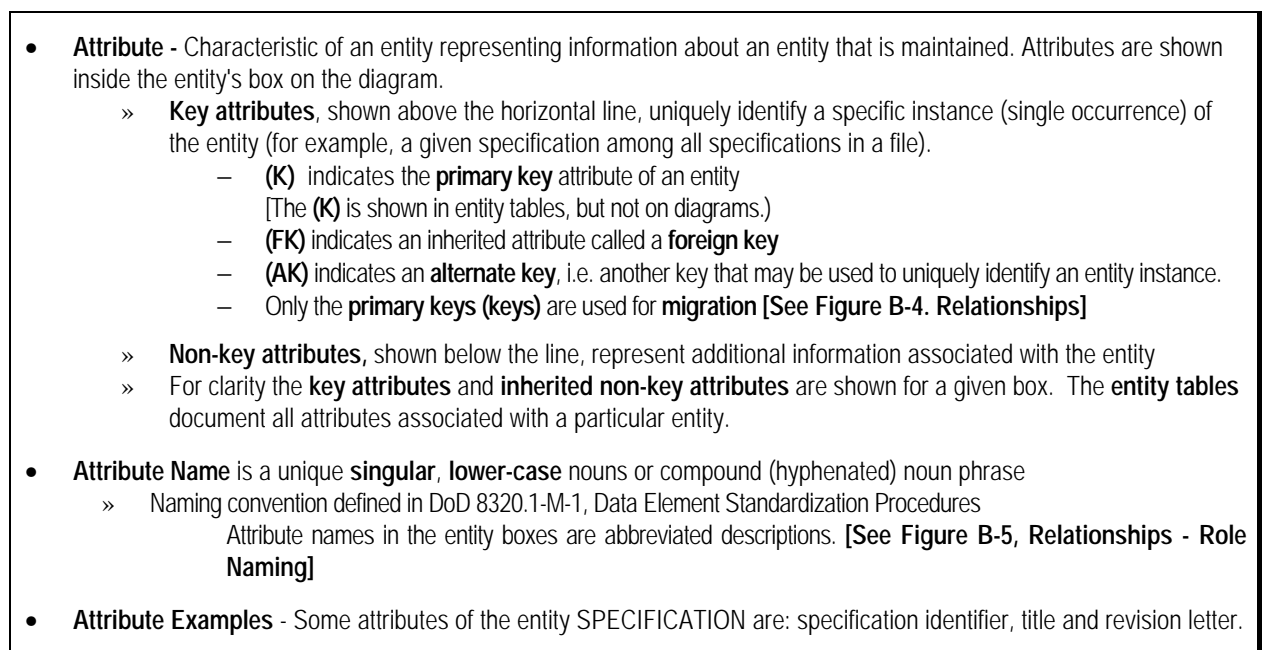 • Attribute - Characteristic of an entity representing information about an entity that is maintained. Attributes are shown
inside the entity's box on the diagram.
» Key attributes, shown above the horizontal line, uniquely identify a specific instance (single occurrence) of
the entity (for example, a given specification among all specifications in a file).
– (K) indicates the primary key attribute of an entity
[The (K) is shown in entity tables, but not on diagrams.)
– (FK) indicates an inherited attribute called a foreign key
– (AK) indicates an alternate key, i.e. another key that may be used to uniquely identify an entity instance.
– Only the primary keys (keys) are used for migration [See Figure B-4. Relationships]
» Non-key attributes, shown below the line, represent additional information associated with the entity
» For clarity the key attributes and inherited non-key attributes are shown for a given box. The entity tables
document all attributes associated with a particular entity.
• Attribute Name is a unique singular, lower-case nouns or compound (hyphenated) noun phrase
» Naming convention defined in DoD 8320.1-M-1, Data Element Standardization Procedures
Attribute names in the entity boxes are abbreviated descriptions. [See Figure B-5, Relationships - Role
Naming]
• Attribute Examples - Some attributes of the entity SPECIFICATION are: specification identifier, title and revision letter.